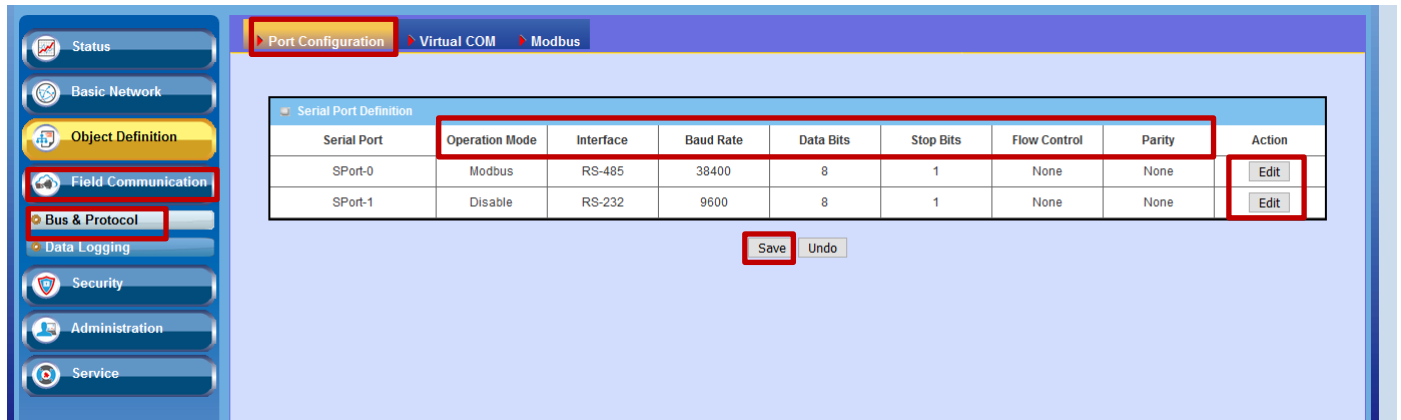 Status
Basic Network
Object Definition
Field Communication
Bus & Protocol
Data Logging
Security
Administration
Service
Port Configuration Virtual COM Modbus
Serial Port Definition
Serial Port Operation Mode Interface Baud Rate Data Bits Stop Bits Flow Control Parity Action
SPort-0 Modbus RS-485 38400 8 1 None None Edit
SPort-1 Disable RS-232 9600 8 1 None None Edit
Save Undo